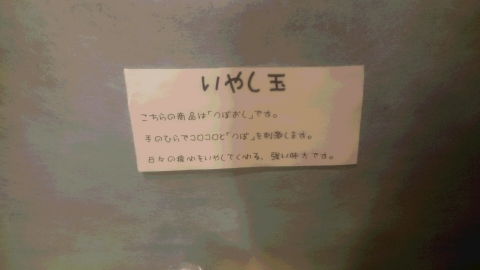 いやし玉
こちらの商品は「つぼおし」です。
手のひらでコロコロと「つぼ」を刺激します。
日々の疲れをいやしてくれる、強い味方です。